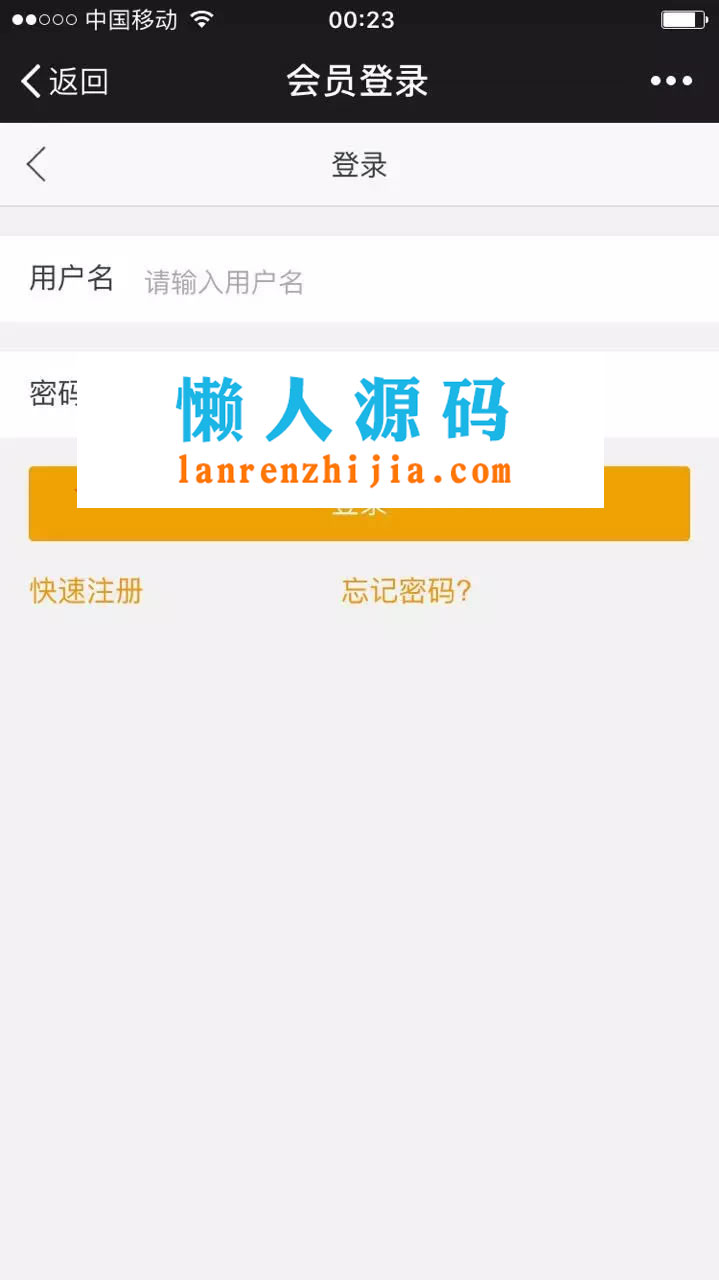 中国移动 00:23
返回 会员登录
登录
用户名 请输入用户名
密码
懒人源码
lanrenzhijia.com
登录
快速注册 忘记密码?